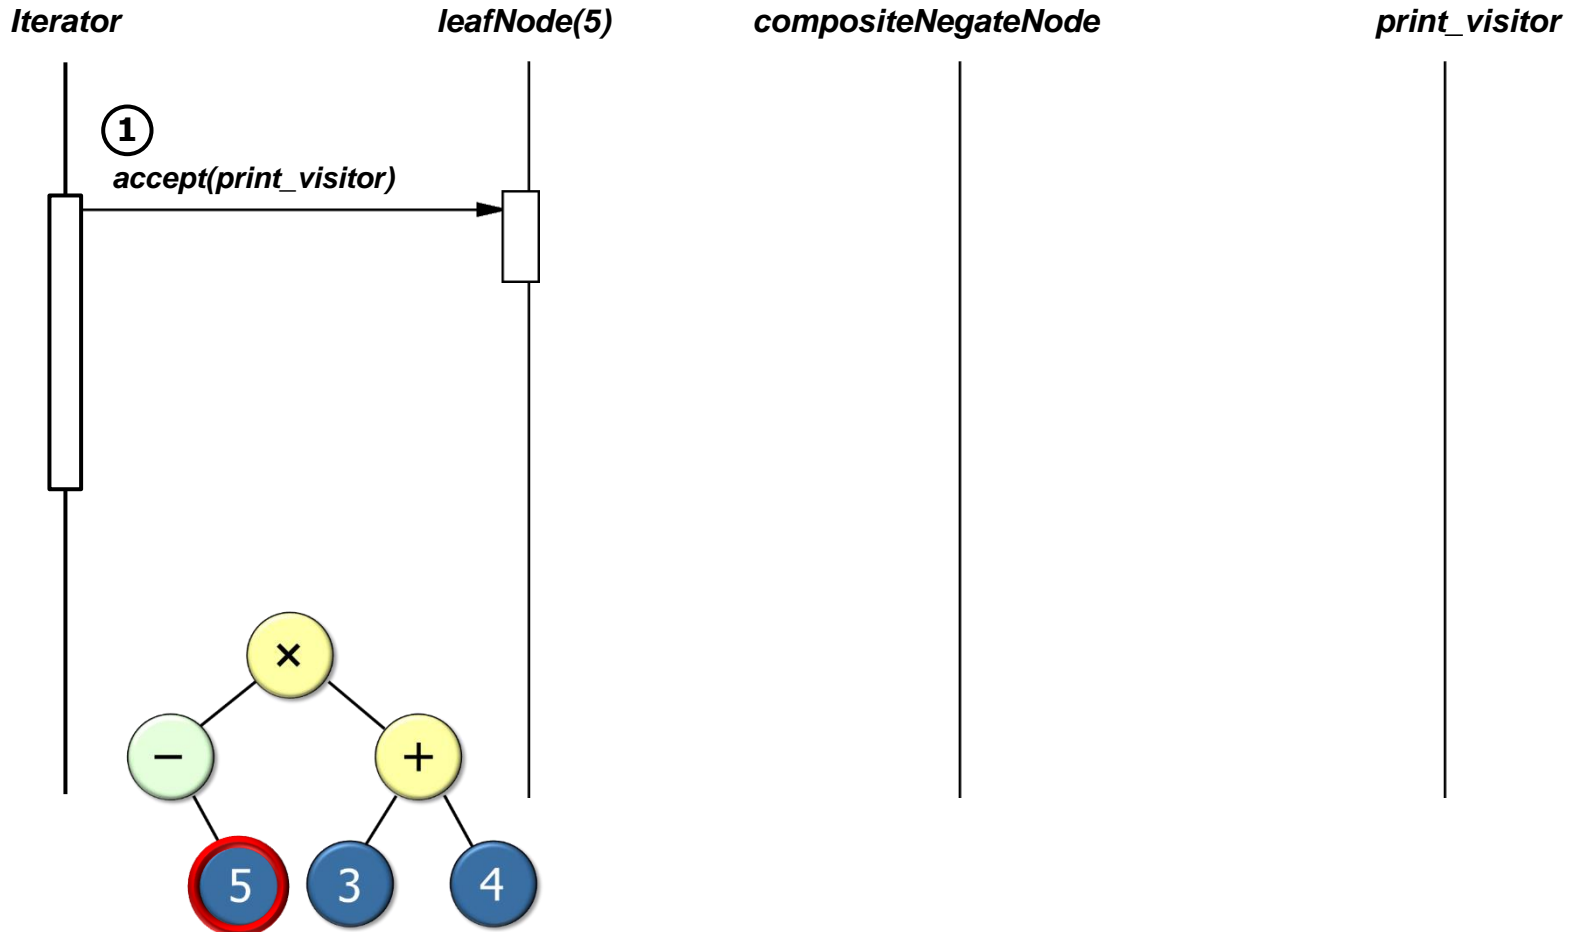 Iterator leafNode(5) compositeNegateNode print_visitor
1
accept(print_visitor)
×
− +
5 3 4